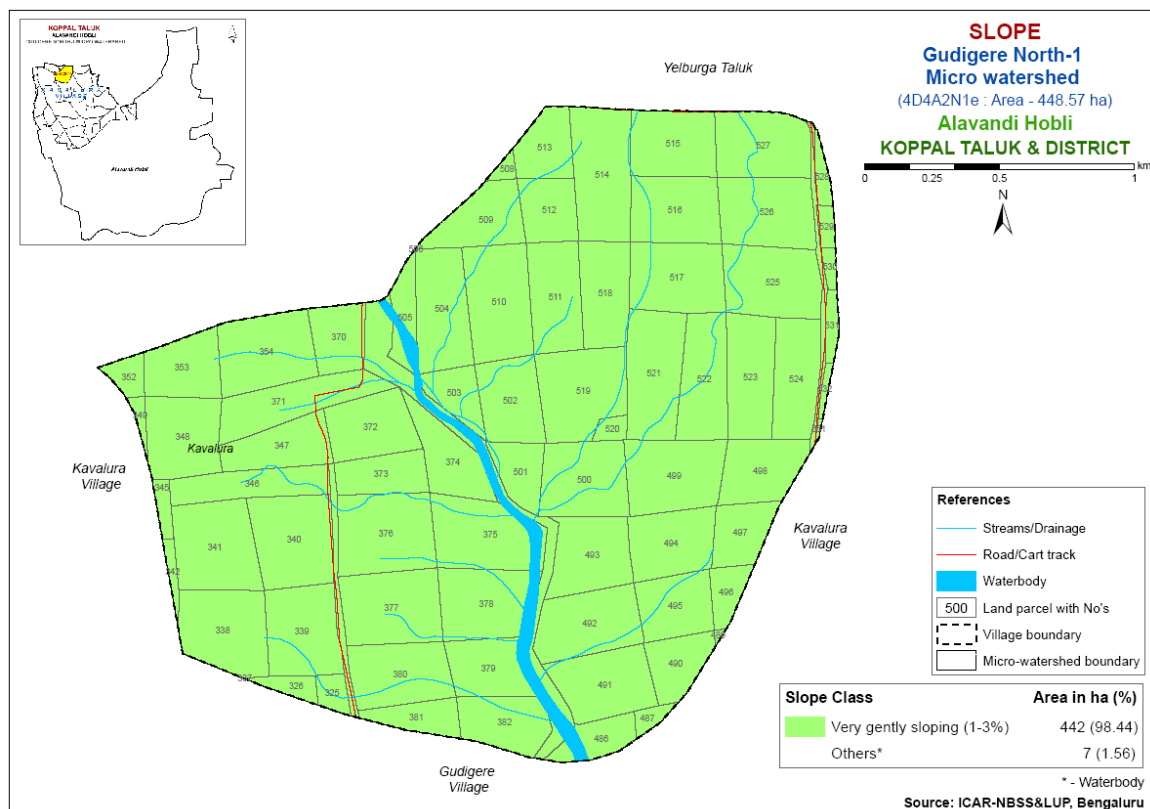 KOPPAL TALUK
ALAVANDI HOBLI
KAVALURA
VILLAGE
Alavandi Hobli
Yelburga Taluk
SLOPE
Gudigere North-1
Micro watershed
(4D4A2N1e : Area - 448.57 ha)
Alavandi Hobli
KOPPAL TALUK & DISTRICT
km
0 0.25 0.5 1
N
513 515 527
508 514 528
509 512 516 526
529
506 530
504 510 511 518 517 525
505 531
370
354
353
352 521 522 523 524 532
371 503 502 519
349
348 372 520
Kavalura 347 374 501 500 499 498
373
Kavalura
Village
345 346
376 375 497
341 340 493 494
Kavalura
Village
342 377 378 495 496
492
338 339 490
380 379 491
326 325
381 382 486 487
Gudigere
Village
References
Streams/Drainage
Road/Cart track
Waterbody
500 Land parcel with No's
Village boundary
Micro-watershed boundary
Slope Class Area in ha (%)
Very gently sloping (1-3%) 442 (98.44)
Others* 7 (1.56)
* - Waterbody
Source: ICAR-NBSS&LUP, Bengaluru